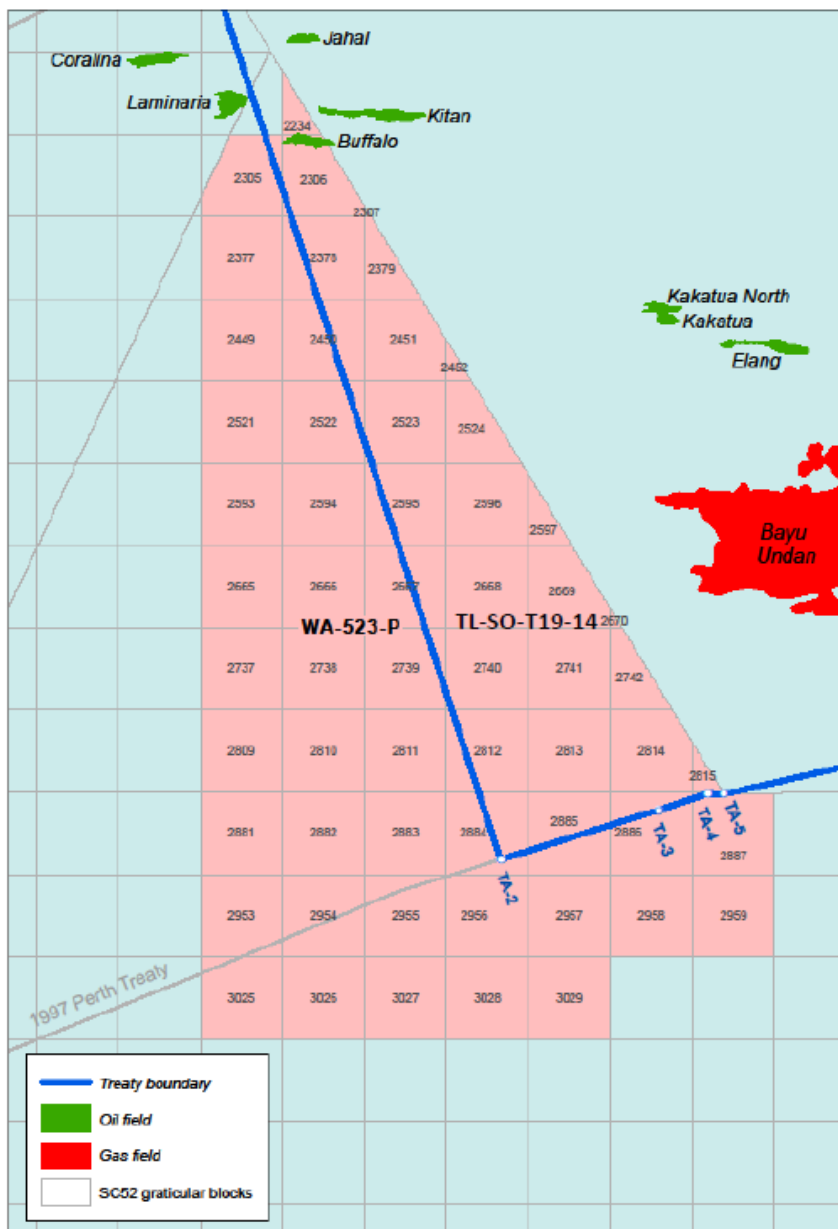 Jahal
Coralina
Laminaria
Kitan
2234
Buffalo
2305
2306
2307
2377
2378
2379
Kakatua North
Kakatua
2449
2450
2451
Elang
2452
2521
2522
2523
2524
2593
2594
2595
2596
2597
Bayu
Undan
2665
2666
2667
2668
2669
WA-523-P
TL-SO-T19-14
2670
2737
2738
2739
2740
2741
2742
2809
2810
2811
2812
2813
2814
2815
2881
2882
2883
2884
2885
2886
2887
TA-2
TA-3
TA-4
TA-5
2953
2954
2955
2956
2957
2958
2959
1997 Perth Treaty
3025
3026
3027
3028
3029
Treaty boundary
Oil field
Gas field
SC52 graticular blocks